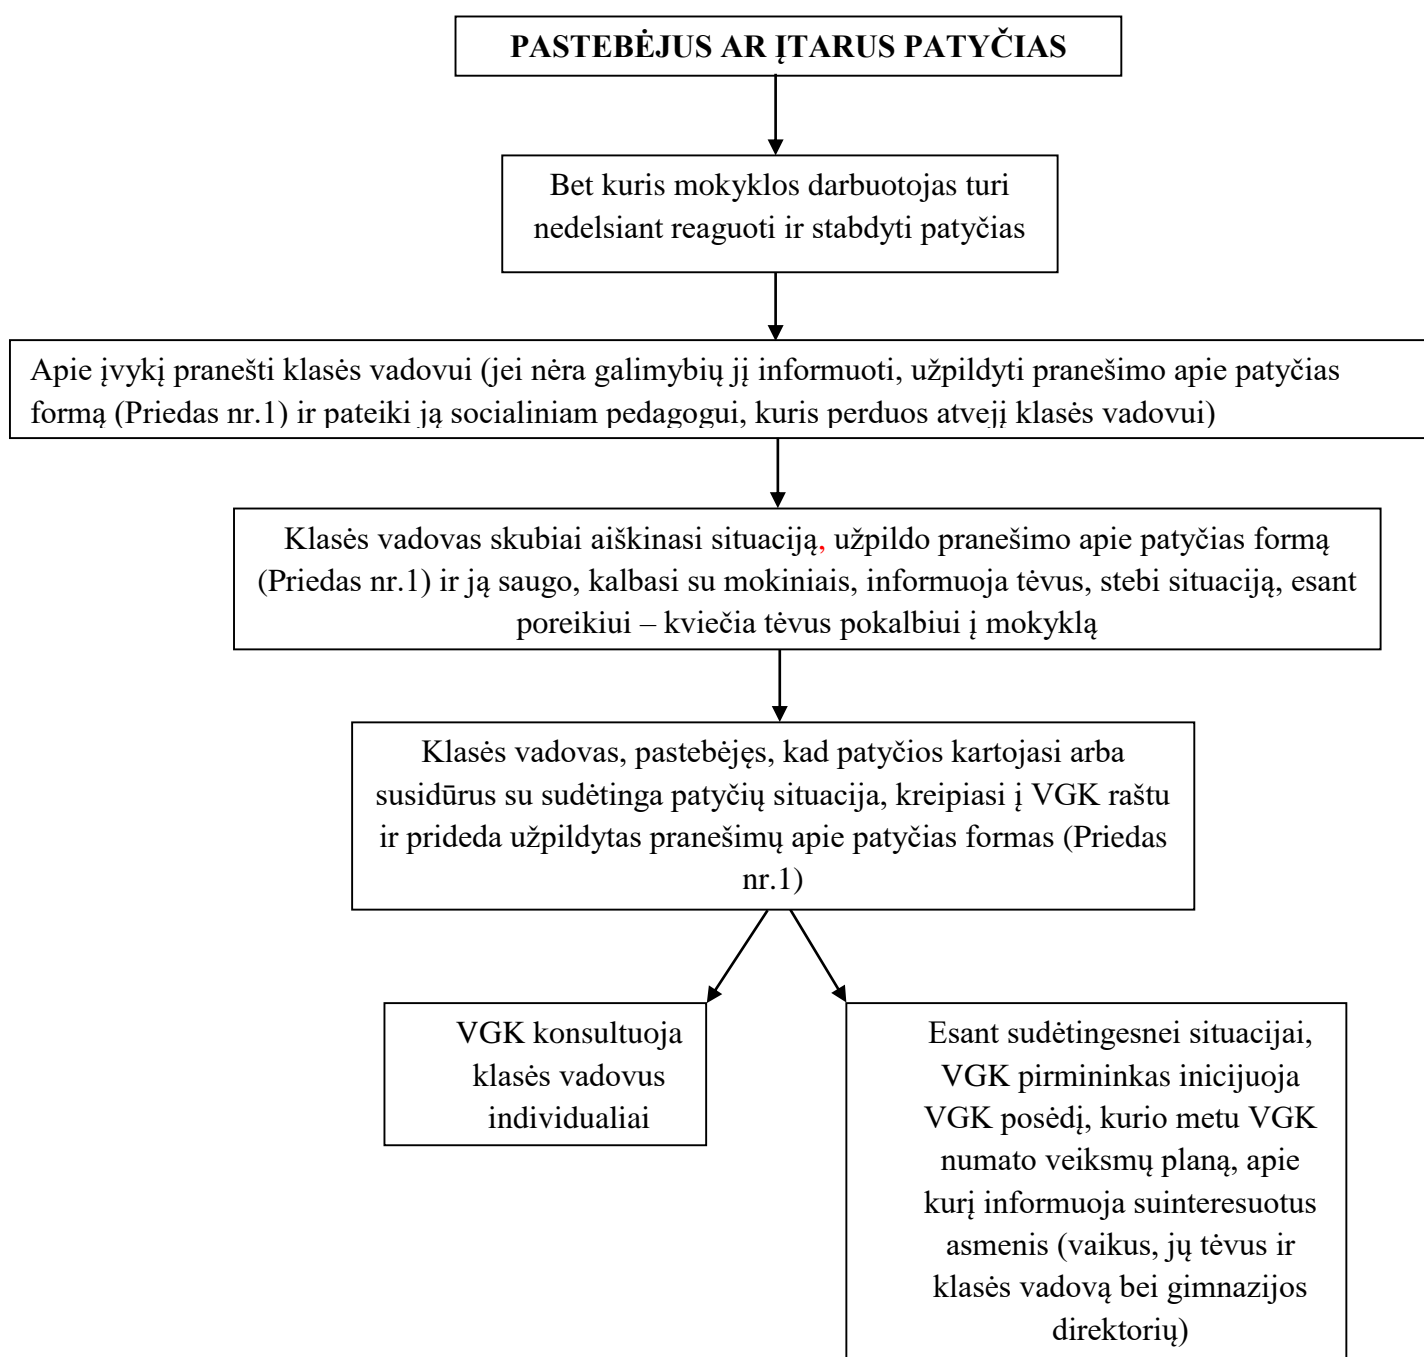 PASTEBĖJUS AR ĮTARUS PATYČIAS
Bet kuris mokyklos darbuotojas turi
nedelsiant reaguoti ir stabdyti patyčias
Apie įvykį pranešti klasės vadovui (jei nėra galimybių jį informuoti, užpildyti pranešimo apie patyčias
formą (Priedas nr.1) ir pateiki ją socialiniam pedagogui, kuris perduos atvejį klasės vadovui)
Klasės vadovas skubiai aiškinasi situaciją, užpildo pranešimo apie patyčias formą
(Priedas nr.1) ir ją saugo, kalbasi su mokiniais, informuoja tėvus, stebi situaciją, esant
poreikiui – kviečia tėvus pokalbiui į mokyklą
Klasės vadovas, pastebėjęs, kad patyčios kartojasi arba
susidūrus su sudėtinga patyčių situacija, kreipiasi į VGK raštu
ir prideda užpildytas pranešimų apie patyčias formas (Priedas
nr.1)
VGK konsultuoja
klasės vadovus
individualiai
Esant sudėtingesnei situacijai,
VGK pirmininkas inicijuoja
VGK posėdį, kurio metu VGK
numato veiksmų planą, apie
kurį informuoja suinteresuotus
asmenis (vaikus, jų tėvus ir
klasės vadovą bei gimnazijos
direktorių)